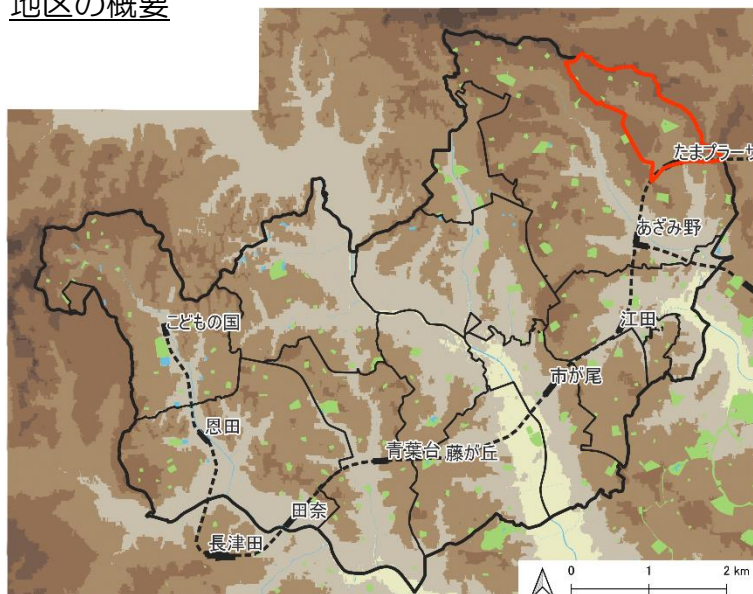 地区の概要
たまプラーザ
あざみ野
江田
こどもの国
市が尾
恩田
青葉台
藤が丘
田奈
長津田
0 1 2 km